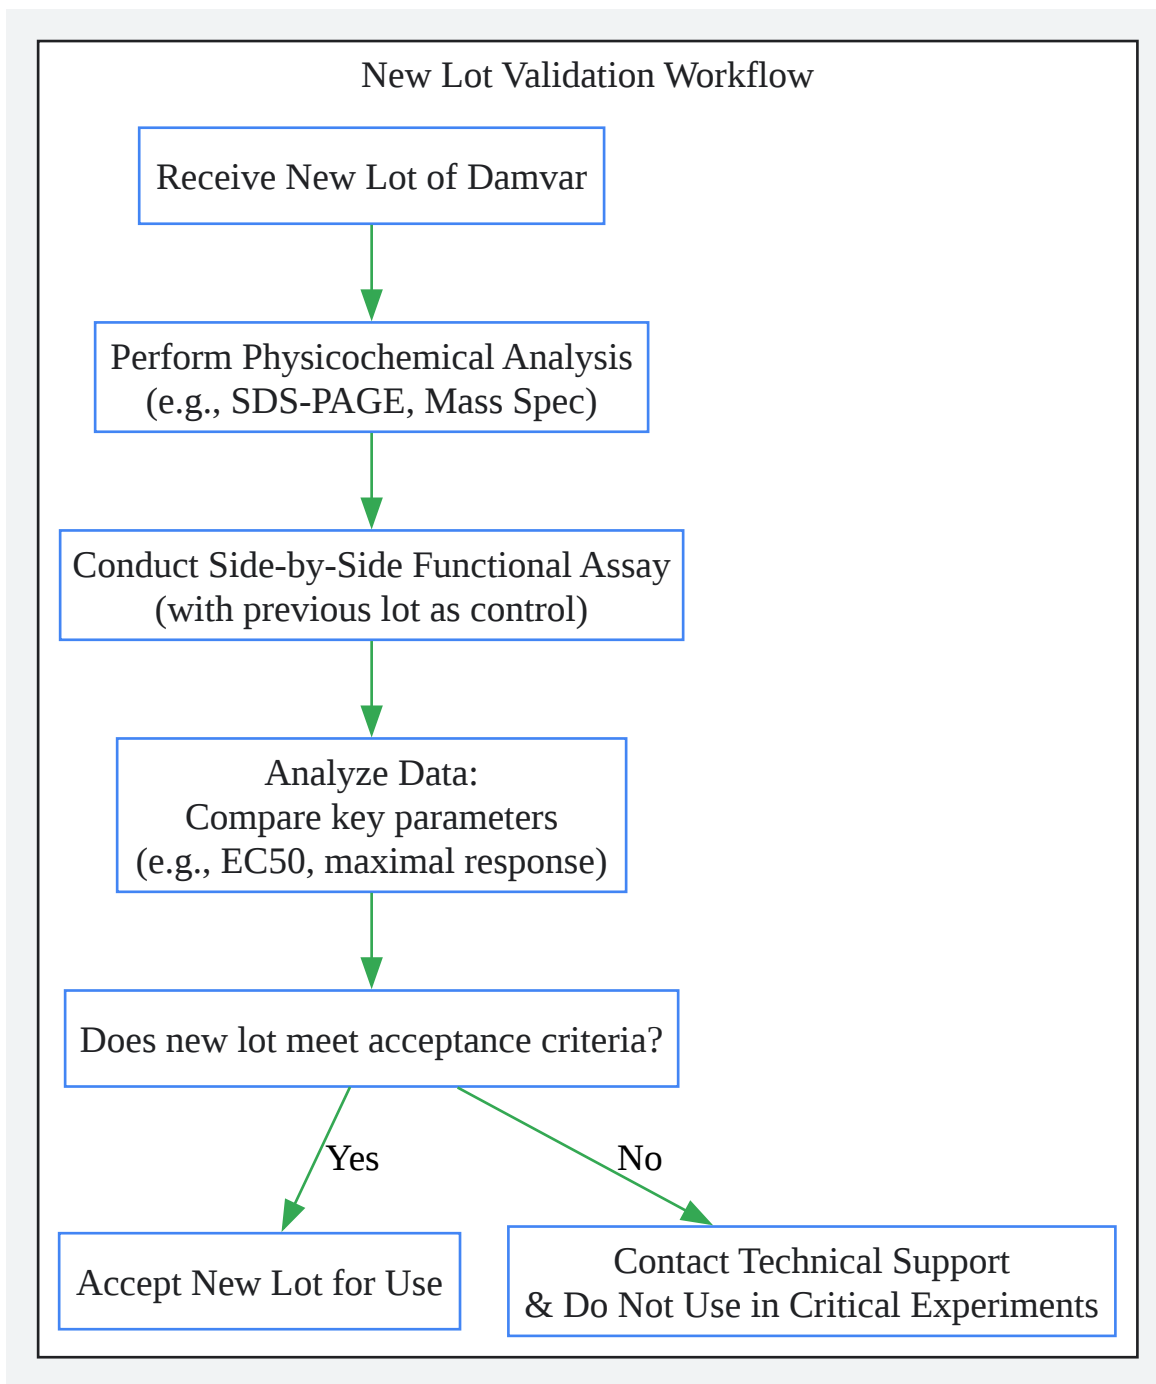 New Lot Validation Workflow
Receive New Lot of Damvar
Perform Physicochemical Analysis
(e.g., SDS-PAGE, Mass Spec)
Conduct Side-by-Side Functional Assay
(with previous lot as control)
Analyze Data:
Compare key parameters
(e.g., EC50, maximal response)
Does new lot meet acceptance criteria?
Yes
No
Accept New Lot for Use
Contact Technical Support
& Do Not Use in Critical Experiments